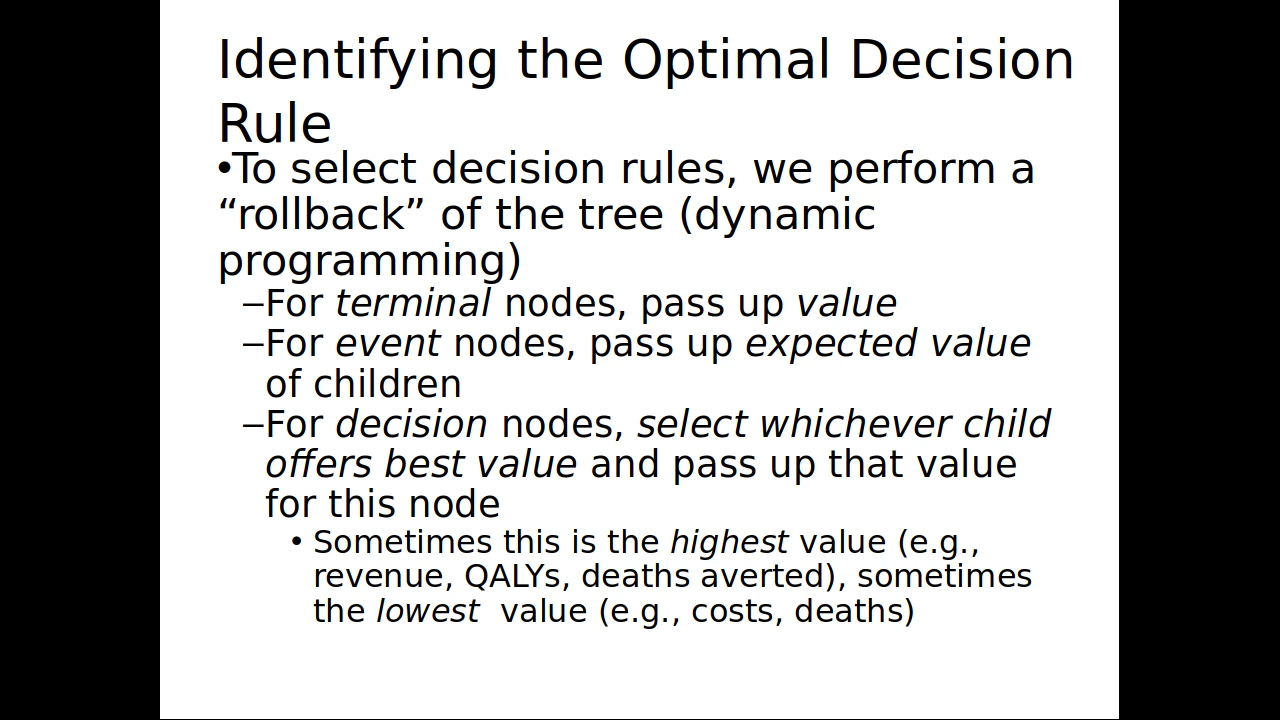 Identifying the Optimal Decision
Rule
•To select decision rules, we perform a
“rollback” of the tree (dynamic
programming)
–For terminal nodes, pass up value
–For event nodes, pass up expected value
of children
–For decision nodes, select whichever child
offers best value and pass up that value
for this node
• Sometimes this is the highest value (e.g.,
revenue, QALYs, deaths averted), sometimes
the lowest  value (e.g., costs, deaths)